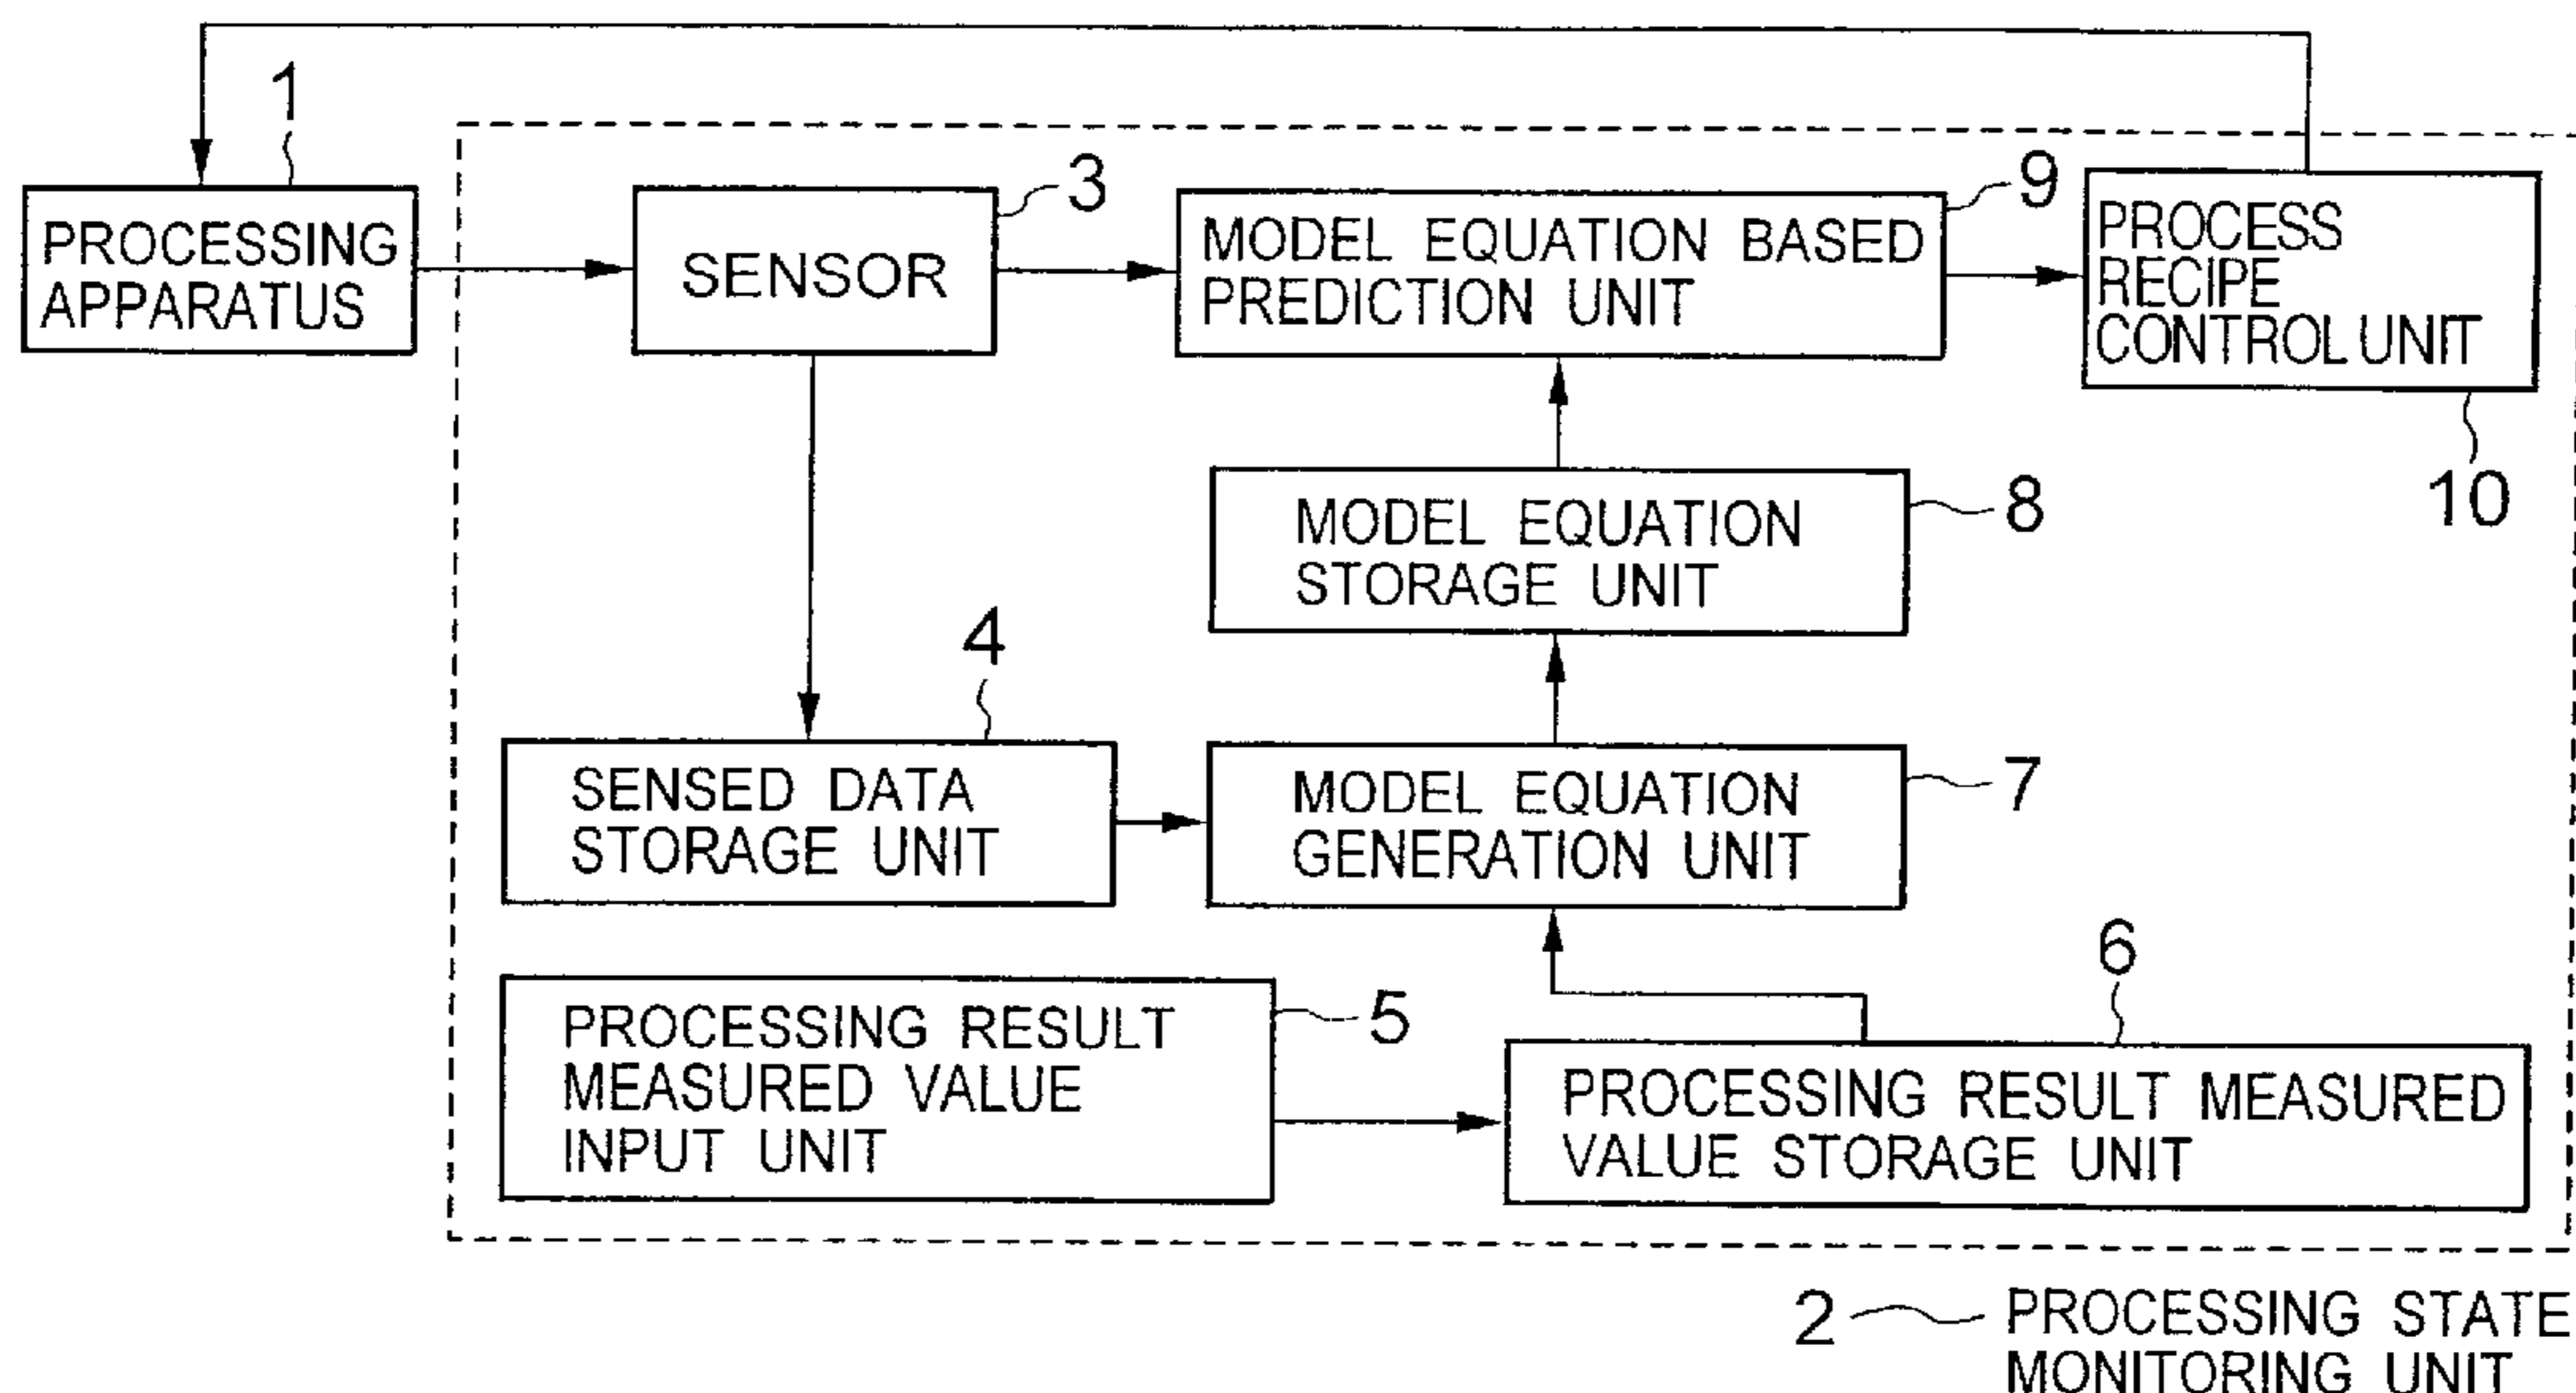 1
PROCESSING
APPARATUS
3
SENSOR
9
MODEL EQUATION BASED
PREDICTION UNIT
PROCESS
RECIPE
CONTROL UNIT
10
8
MODEL EQUATION
STORAGE UNIT
4
SENSED DATA
STORAGE UNIT
7
MODEL EQUATION
GENERATION UNIT
5
PROCESSING RESULT
MEASURED VALUE
INPUT UNIT
6
PROCESSING RESULT MEASURED
VALUE STORAGE UNIT
2 PROCESSING STATE
MONITORING UNIT